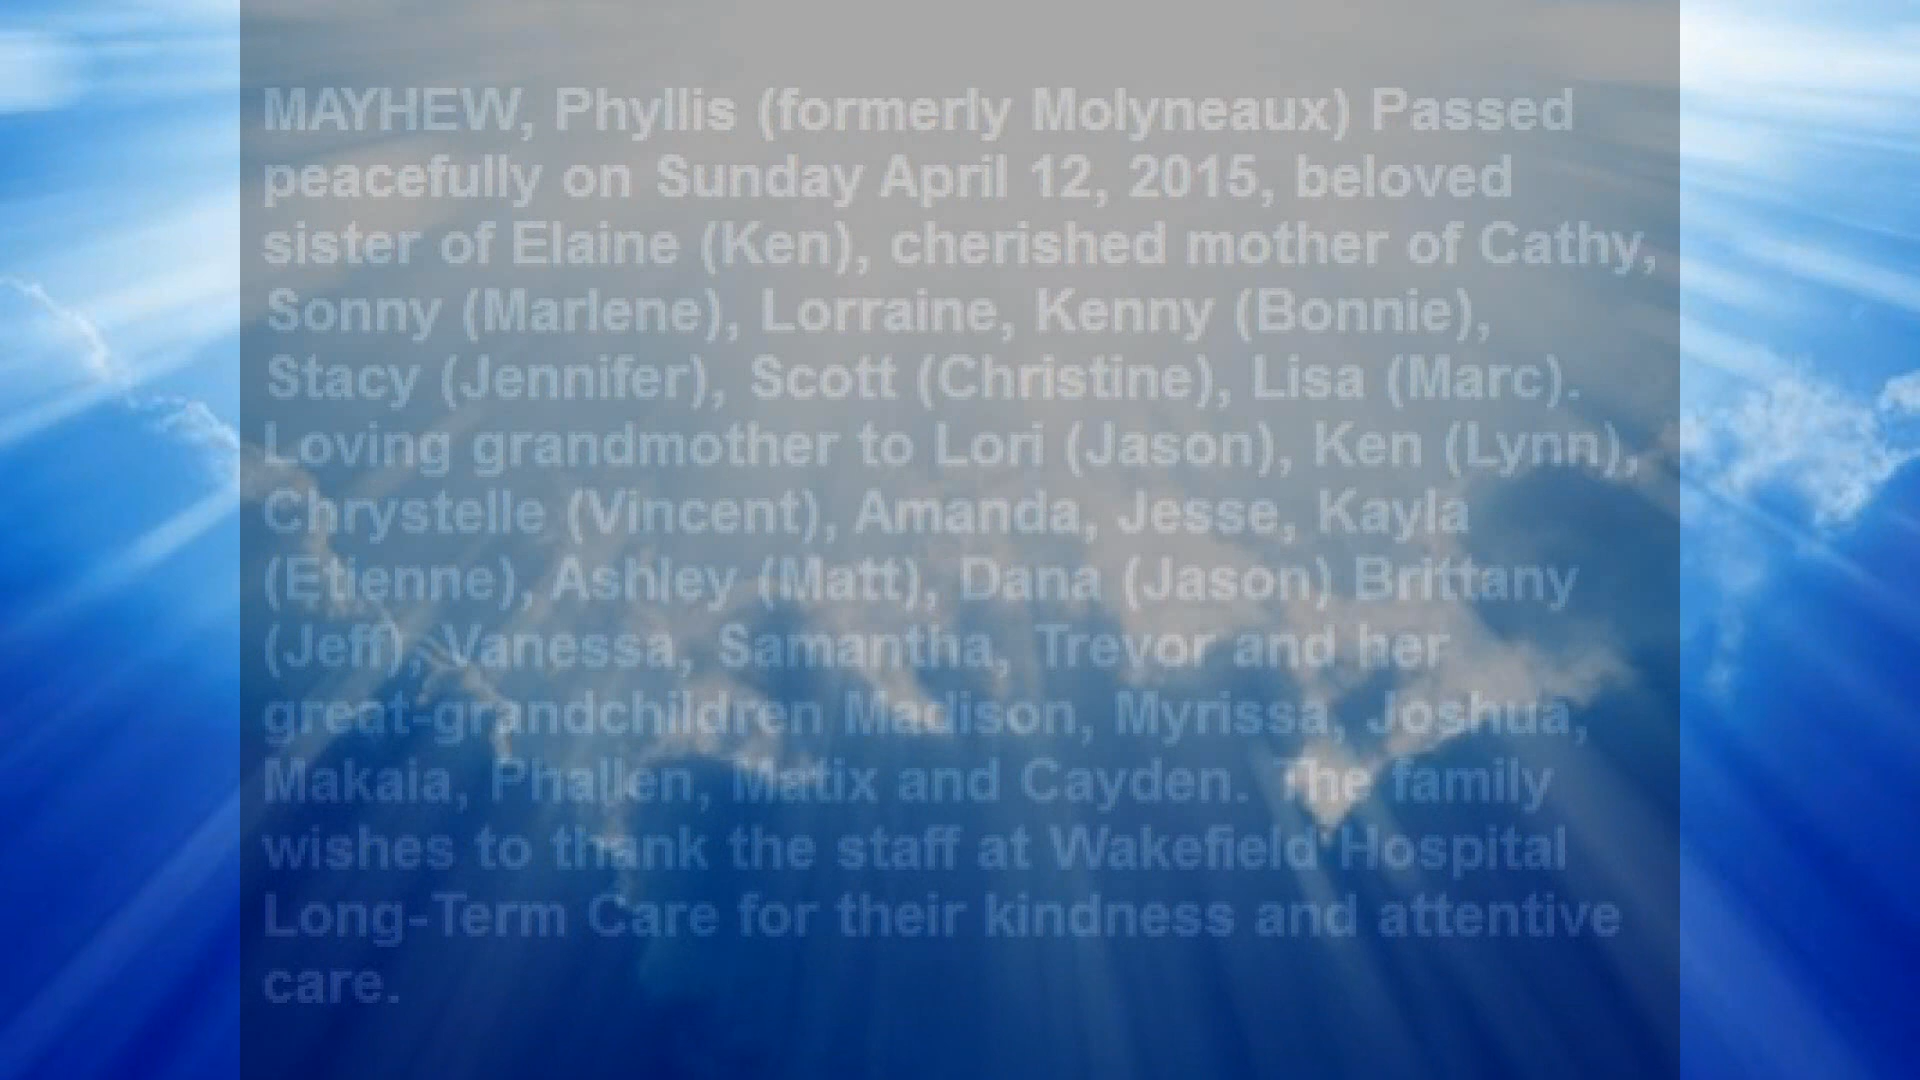 MAYHEW, Phyllis (formerly Molyneaux) Passed
peacefully on Sunday April 12, 2015, beloved
sister of Elaine (Ken), cherished mother of Cathy,
Sonny (Marlene), Lorraine, Kenny (Bonnie),
Stacy (Jennifer), Scott (Christine), Lisa (Marc).
Loving grandmother to Lori (Jason), Ken (Lynn),
Chrystelle (Vincent), Amanda, Jesse, Kayla
(Etienne), Ashley (Matt), Dana (Jason) Brittany
(Jeff), Vanessa, Samantha, Trevor and her
great-grandchildren Madison, Myrissa, Joshua,
Makaia, Phallen, Matix and Cayden. The family
wishes to thank the staff at Wakefield Hospital
Long-Term Care for their kindness and attentive
care.